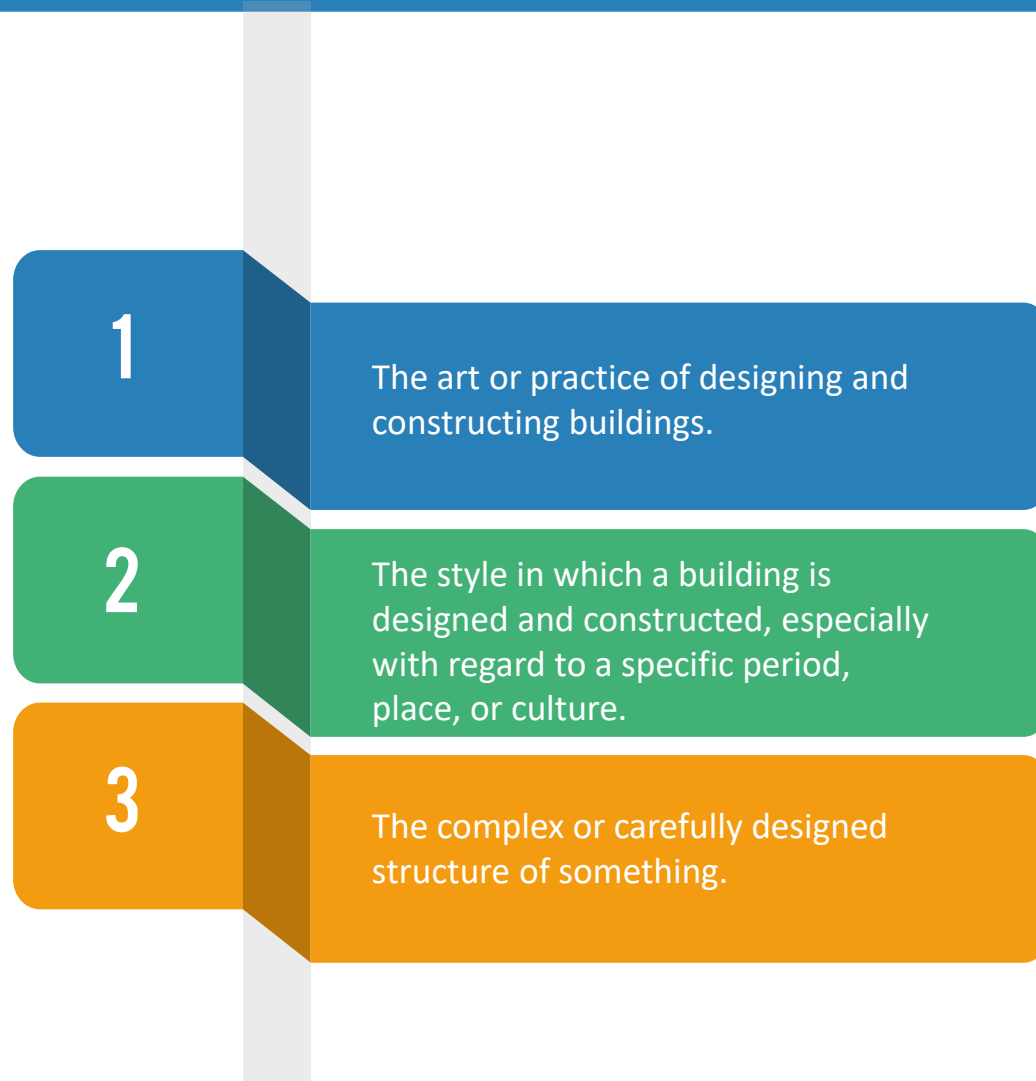 1
The art or practice of designing and
constructing buildings.
2
The style in which a building is
designed and constructed, especially
with regard to a specific period,
place, or culture.
3
The complex or carefully designed
structure of something.